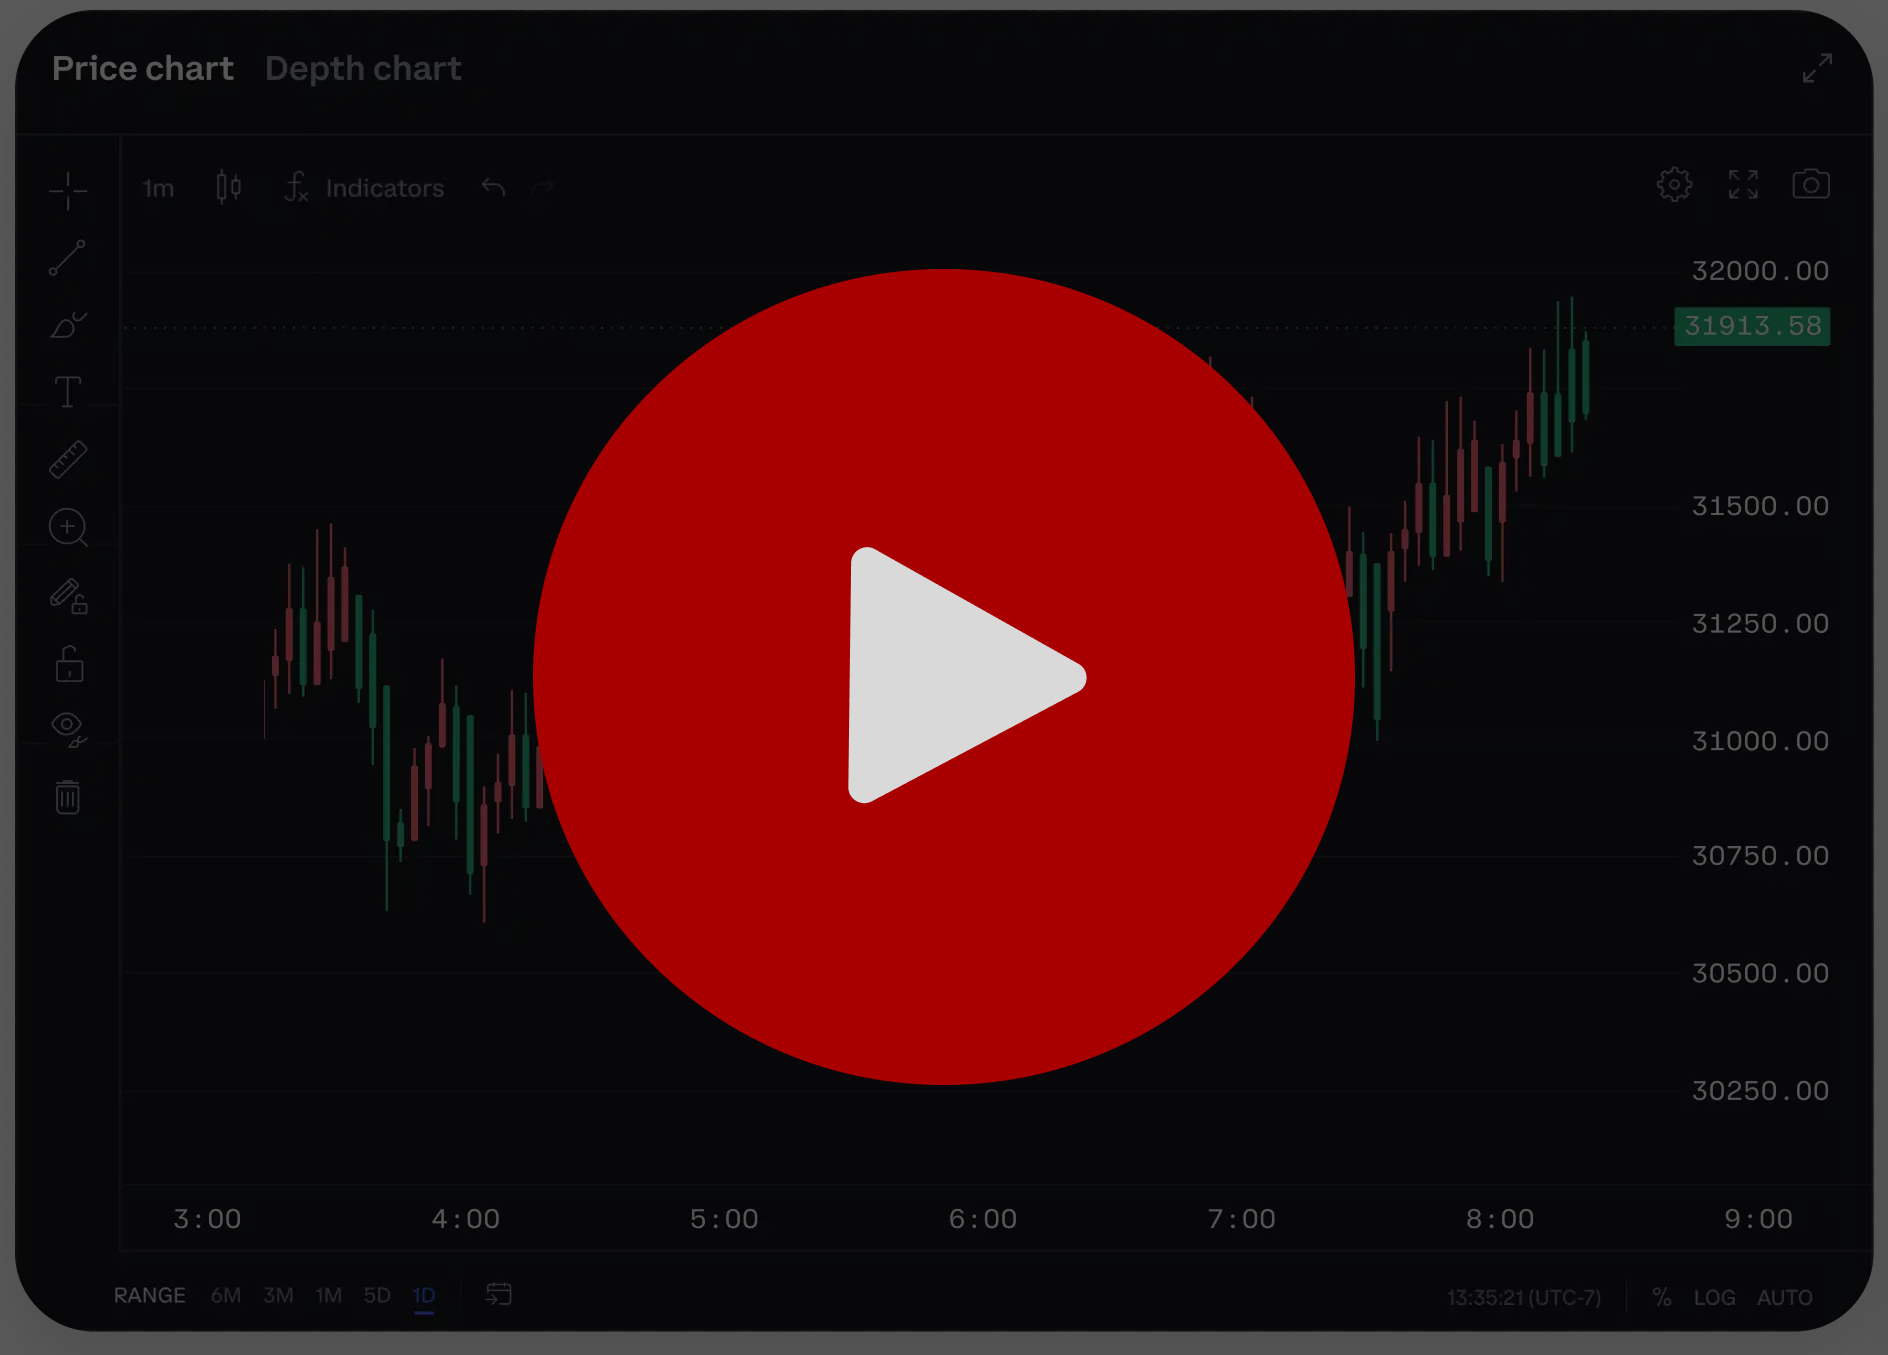 Price chart Depth chart
1m Indicators
32000.00
31913.58
31500.00
31250.00
31000.00
30750.00
30500.00
30250.00
3:00 4:00 5:00 6:00 7:00 8:00 9:00
RANGE 6M 3M 1M 5D 1D 13:35:21 (UTC-7) % LOG AUTO